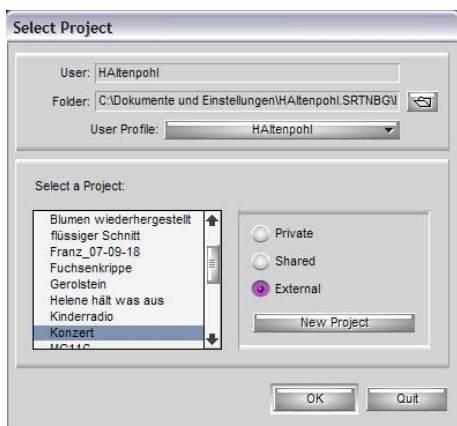 Select Project
User: HAltenpohl
Folder: C:\Dokumente und Einstellungen\HAltenpohl.SRTNBG\
User Profile: HAltenpohl
Select a Project:
Blumen wiederhergestellt
flüssiger Schnitt
Franz_07-09-18
Fuchsenkrippe
Gerolstein
Helene hält was aus
Kinderradio
Konzert
Private
Shared
External
New Project
OK
Quit